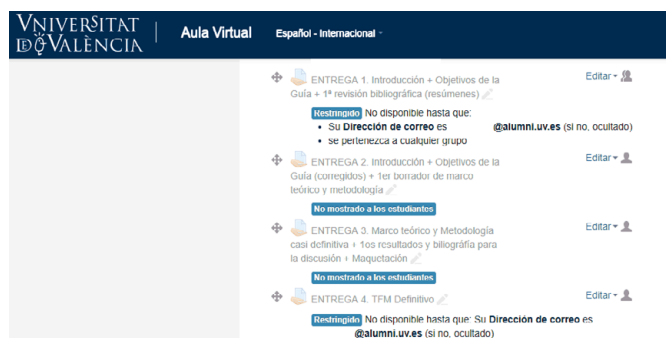 VNIVERSITAT
DE VALÈNCIA
Aula Virtual
Español - Internacional
ENTREGA 1. Introducción + Objetivos de la
Editar
Guía + 1ª revisión bibliográfica (resúmenes)
Restringido No disponible hasta que:
• Su Dirección de correo es @alumni.uv.es (si no, ocultado)
• se pertenezca a cualquier grupo
ENTREGA 2. Introducción + Objetivos de la
Editar
Guía (corregidos) + 1er borrador de marco
teórico y metodología
No mostrado a los estudiantes
ENTREGA 3. Marco teórico y Metodología
Editar
casi definitiva + 1os resultados y biliográfía para
la discusión + Maquetación
No mostrado a los estudiantes
ENTREGA 4. TFM Definitivo
Editar
Restringido No disponible hasta que: Su Dirección de correo es
@alumni.uv.es (si no, ocultado)